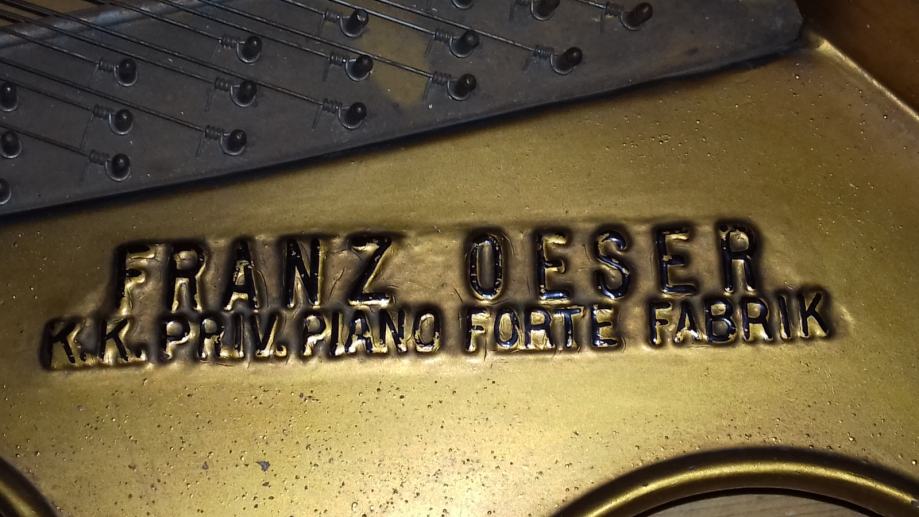 FRANZ OESER
K.K. PRIV. PIANO FORTE FABRIK